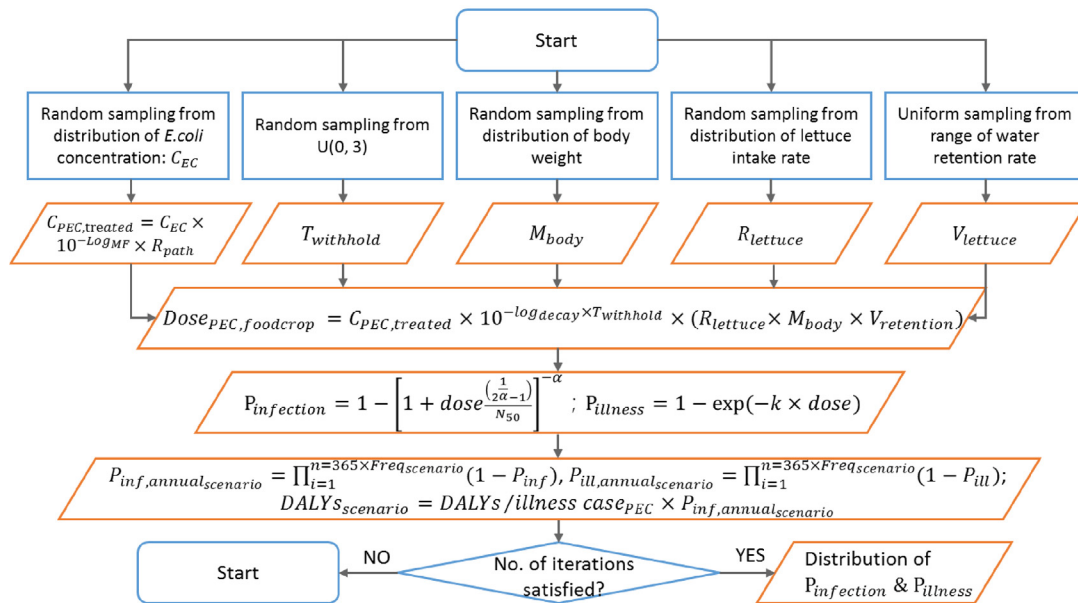 Start
Random sampling from
distribution of E.coli
concentration: C_EC
Random sampling from
U(0, 3)
Random sampling from
distribution of body
weight
Random sampling from
distribution of lettuce
intake rate
Uniform sampling from
range of water
retention rate
C_PEC,treated = C_EC ×
10^−Log_MF × R_path
T_withhold
M_body
R_lettuce
V_lettuce
Dose_PEC,foodcrop = C_PEC,treated × 10^−log_decay×T_withhold × (R_lettuce × M_body × V_retention)
P_infection = 1 − [1 + dose (2^(1/α) −1)/N_50]^−α ; P_illness = 1 − exp(−k × dose)
P_inf,annual_scenario = ∏_i=1^n=365×Freq_scenario (1 − P_inf), P_ill,annual_scenario = ∏_i=1^n=365×Freq_scenario (1 − P_ill);
DALYs_scenario = DALYs/illness case_PEC × P_inf,annual_scenario
Start
NO
No. of iterations
satisfied?
YES
Distribution of
P_infection & P_illness